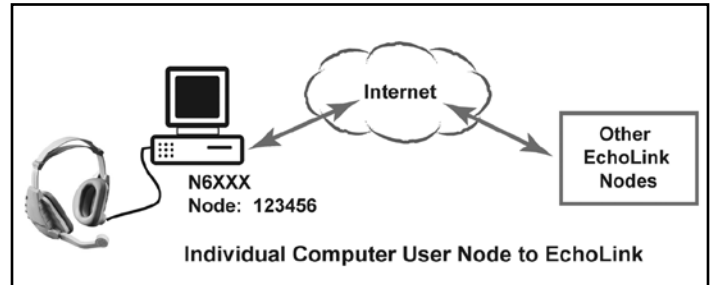 Internet
Other
EchoLink
Nodes
N6XXX
Node: 123456
Individual Computer User Node to EchoLink